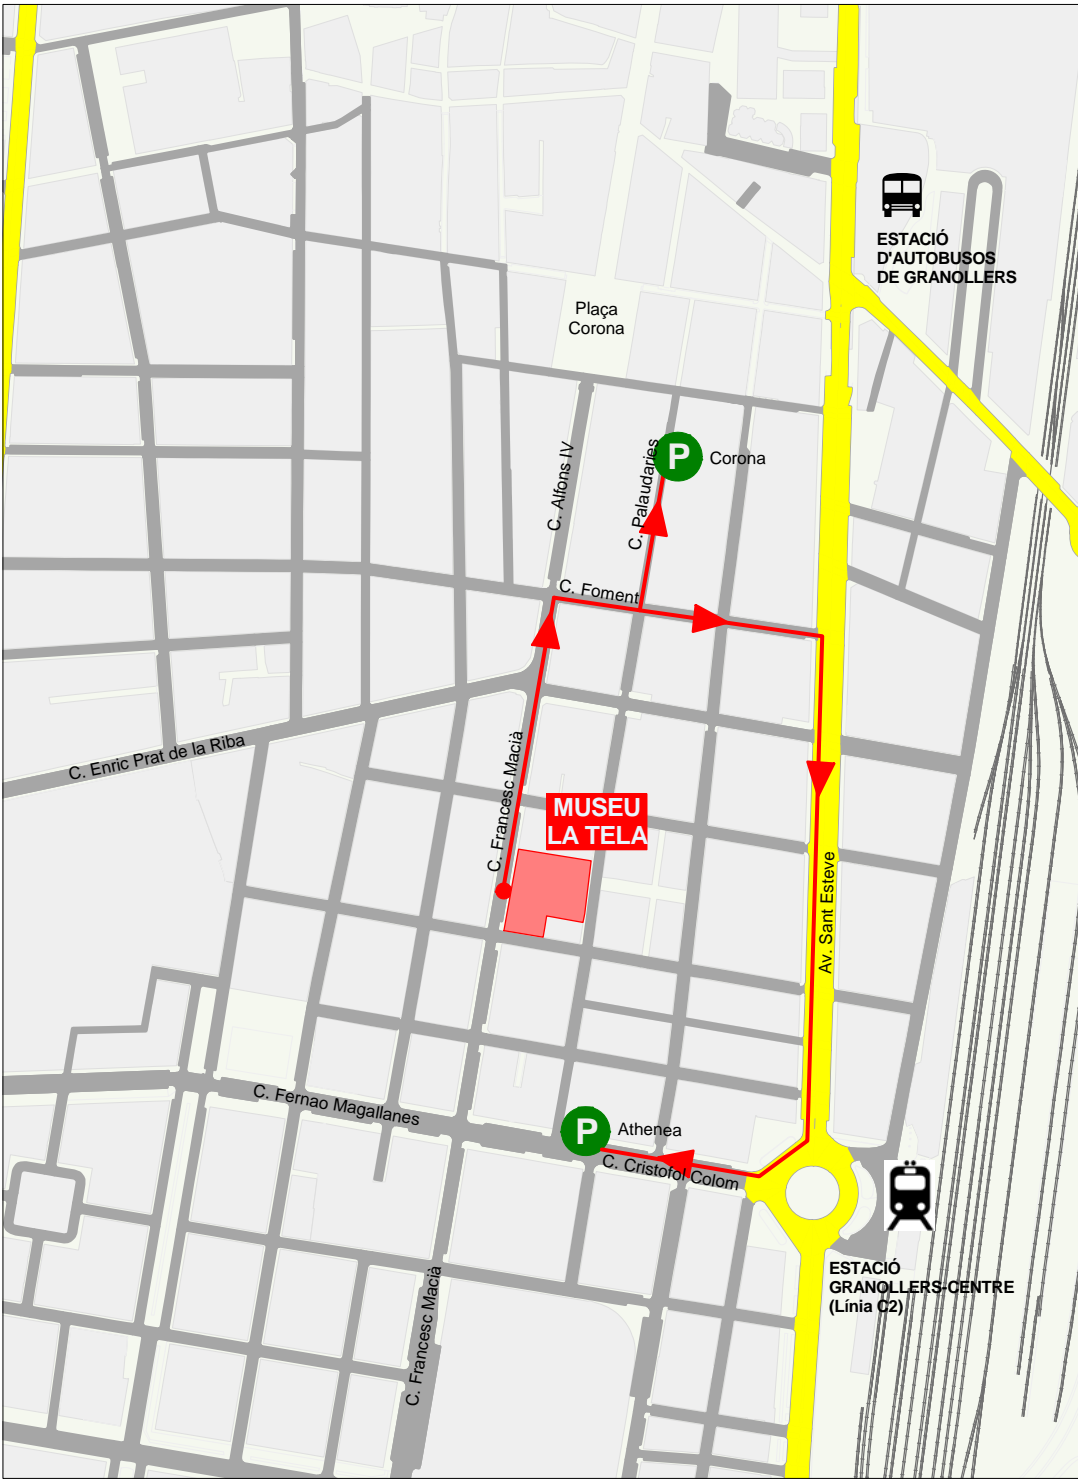 ESTACIÓ
D'AUTOBUSOS
DE GRANOLLERS
Plaça
Corona
C. Alfons IV
C. Palaudaries
P
Corona
C. Foment
C. Enric Prat de la Riba
C. Francesc Macià
MUSEU
LA TELA
Av. Sant Esteve
C. Fernao Magallanes
P
Athenea
C. Cristofol Colom
ESTACIÓ
GRANOLLERS-CENTRE
(Línia C2)
C. Francesc Macià